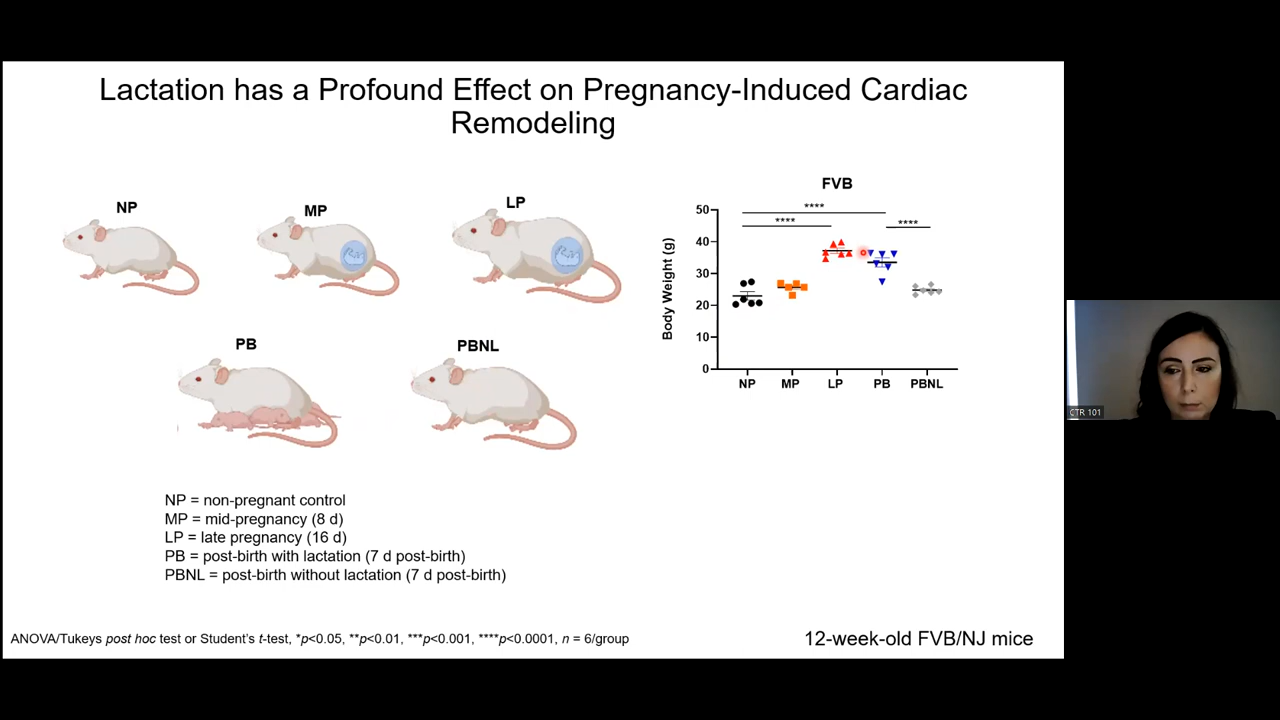 Lactation has a Profound Effect on Pregnancy-Induced Cardiac
Remodeling
NP
MP
LP
PB
PBNL
NP = non-pregnant control
MP = mid-pregnancy (8 d)
LP = late pregnancy (16 d)
PB = post-birth with lactation (7 d post-birth)
PBNL = post-birth without lactation (7 d post-birth)
FVB
****
****
****
Body Weight (g)
50
40
30
20
10
0
NP MP LP PB PBNL
ANOVA/Tukeys post hoc test or Student's t-test, *p<0.05, **p<0.01, ***p<0.001, ****p<0.0001, n = 6/group
12-week-old FVB/NJ mice
CTR 101